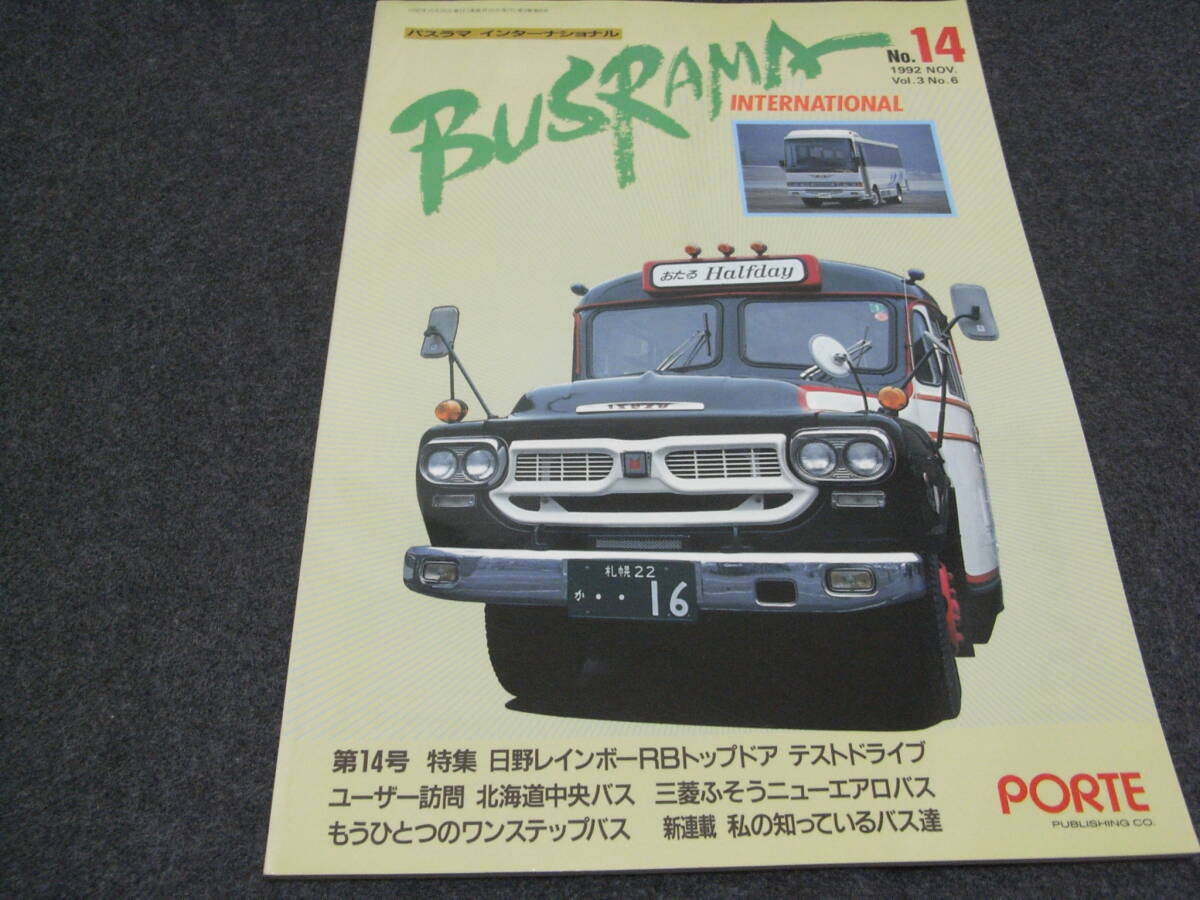 バスラマ インターナショナル
BUSRAMA
INTERNATIONAL
No.14
1992 NOV.
Vol.3 No.6
おたる Halfday
ISUZU
札幌 22
か ・・16
第14号 特集 日野レインボーRBトップドア テストドライブ
ユーザー訪問 北海道中央バス 三菱ふそうニューエアロバス
もうひとつのワンステップバス 新連載 私の知っているバス達
PORTE
PUBLISHING CO.